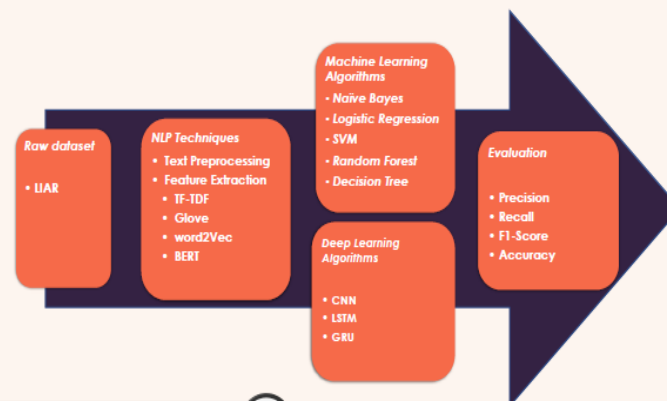 Raw dataset
• LIAR
NLP Techniques
• Text Preprocessing
• Feature Extraction
• TF-TDF
• Glove
• word2Vec
• BERT
Machine Learning
Algorithms
- Naïve Bayes
- Logistic Regression
- SVM
- Random Forest
- Decision Tree
Deep Learning
Algorithms
• CNN
• LSTM
• GRU
Evaluation
• Precision
• Recall
• F1-Score
• Accuracy